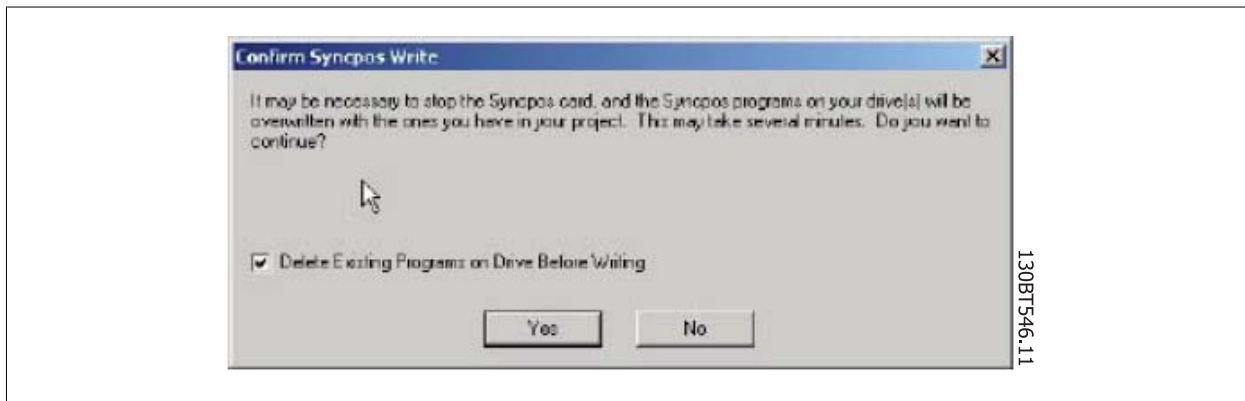 Confirm Syncpos Write
It may be necessary to stop the Syncpos card, and the Syncpos programs on your drive(s) will be
overwritten with the ones you have in your project. This may take several minutes. Do you want to
continue?
Delete Existing Programs on Drive Before Writing
Yes
No
130BT546.11